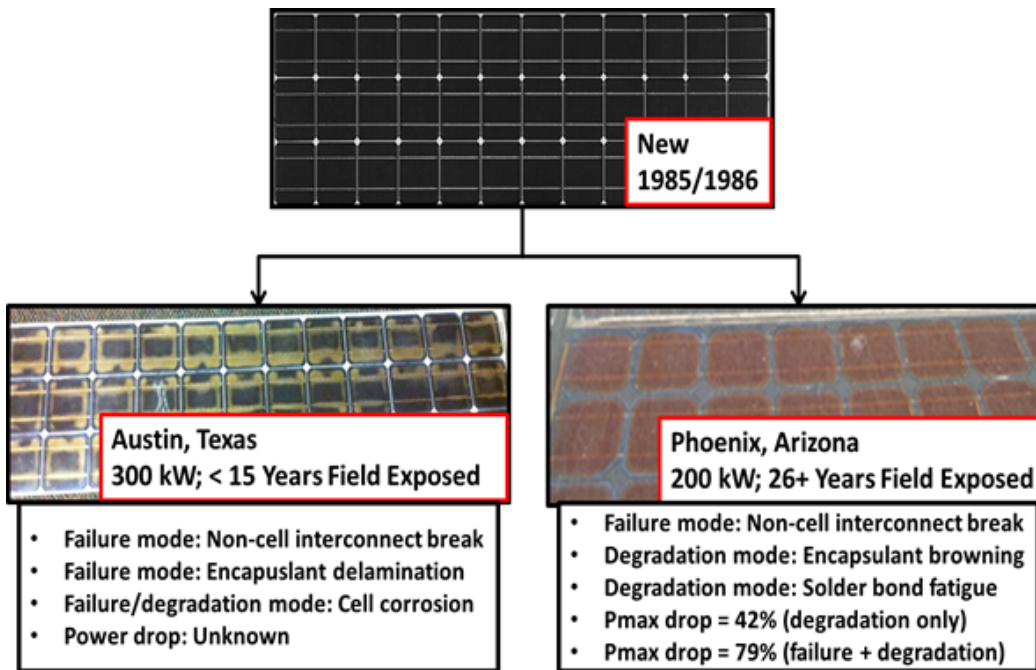 New
1985/1986
Austin, Texas
300 kW; < 15 Years Field Exposed
Phoenix, Arizona
200 kW; 26+ Years Field Exposed
• Failure mode: Non-cell interconnect break
• Failure mode: Encapuslant delamination
• Failure/degradation mode: Cell corrosion
• Power drop: Unknown
• Failure mode: Non-cell interconnect break
• Degradation mode: Encapsulant browning
• Degradation mode: Solder bond fatigue
• Pmax drop = 42% (degradation only)
• Pmax drop = 79% (failure + degradation)